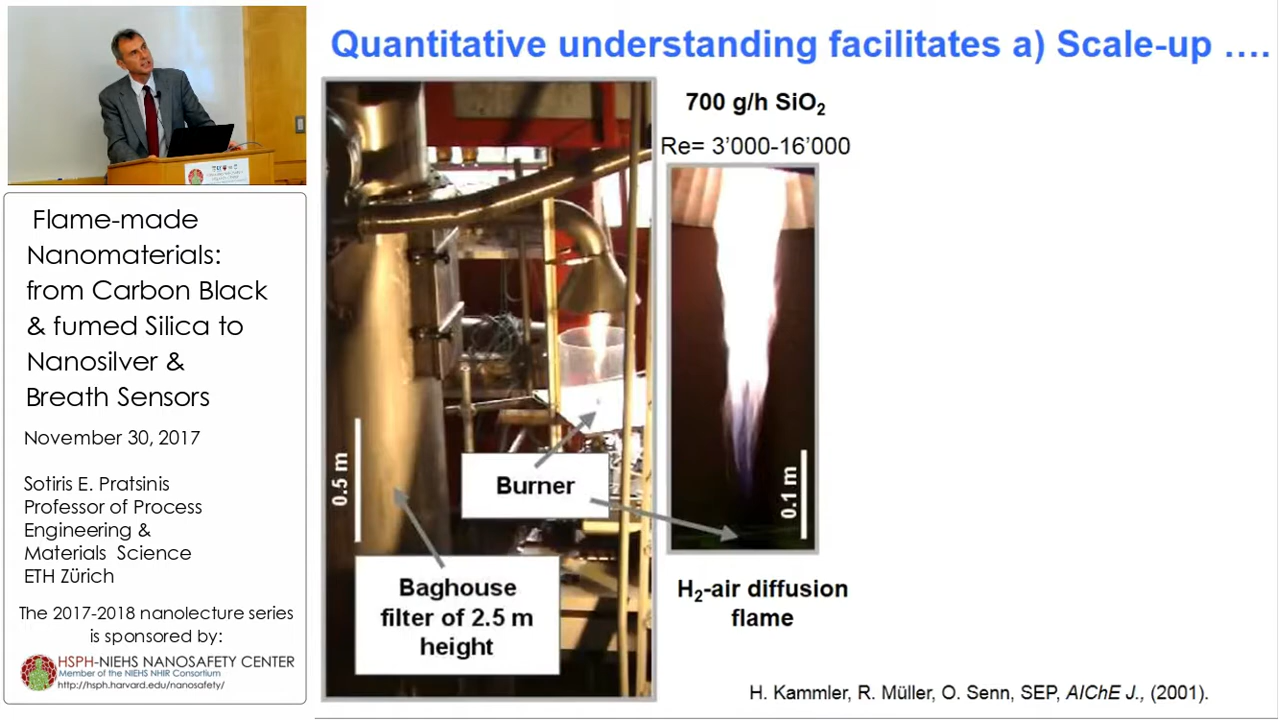 Quantitative understanding facilitates a) Scale-up ….
700 g/h SiO₂
Re= 3’000-16’000
0.5 m
Burner
0.1 m
Baghouse
filter of 2.5 m
height
H₂-air diffusion
flame
H. Kammler, R. Müller, O. Senn, SEP, AIChE J., (2001).
Flame-made
Nanomaterials:
from Carbon Black
& fumed Silica to
Nanosilver &
Breath Sensors
November 30, 2017
Sotiris E. Pratsinis
Professor of Process
Engineering &
Materials Science
ETH Zürich
The 2017-2018 nanolecture series
is sponsored by:
HSPH-NIEHS NANOSAFETY CENTER
Member of the NIEHS NHIR Consortium
http://hsph.harvard.edu/nanosafety/